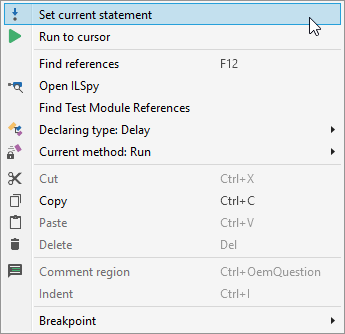 Set current statement
Run to cursor
Find references F12
Open ILSpy
Find Test Module References
Declaring type: Delay
Current method: Run
Cut Ctrl+X
Copy Ctrl+C
Paste Ctrl+V
Delete Del
Comment region Ctrl+OemQuestion
Indent Ctrl+I
Breakpoint